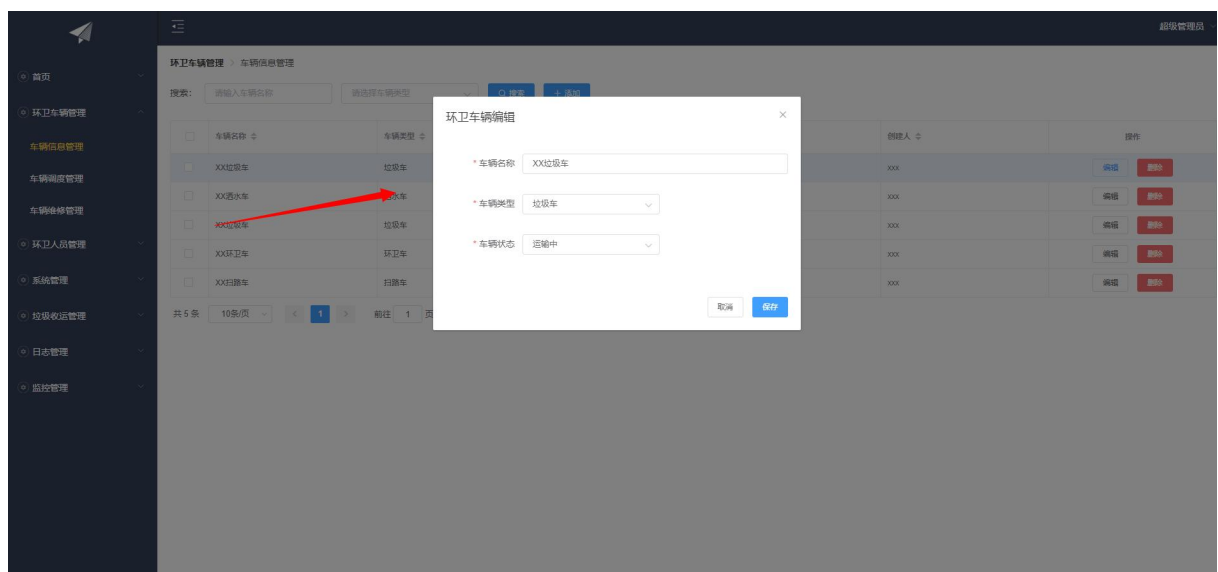 超级管理员
首页
环卫车辆管理
车辆信息管理
车辆调度管理
车辆维修管理
环卫人员管理
系统管理
垃圾收运管理
日志管理
监控管理
环卫车辆管理 > 车辆信息管理
搜索: 请输入车辆名称 请选择车辆类型 搜索 + 添加
车辆名称 车辆类型 创建人 操作
XX垃圾车 垃圾车 xxx 编辑 删除
XX洒水车 洒水车 xxx 编辑 删除
XX垃圾车 垃圾车 xxx 编辑 删除
XX环卫车 环卫车 xxx 编辑 删除
XX扫路车 扫路车 xxx 编辑 删除
共 5 条 10条/页 < 1 > 前往 1 页
环卫车辆编辑 ×
* 车辆名称 XX垃圾车
* 车辆类型 垃圾车
* 车辆状态 运输中
取消 保存